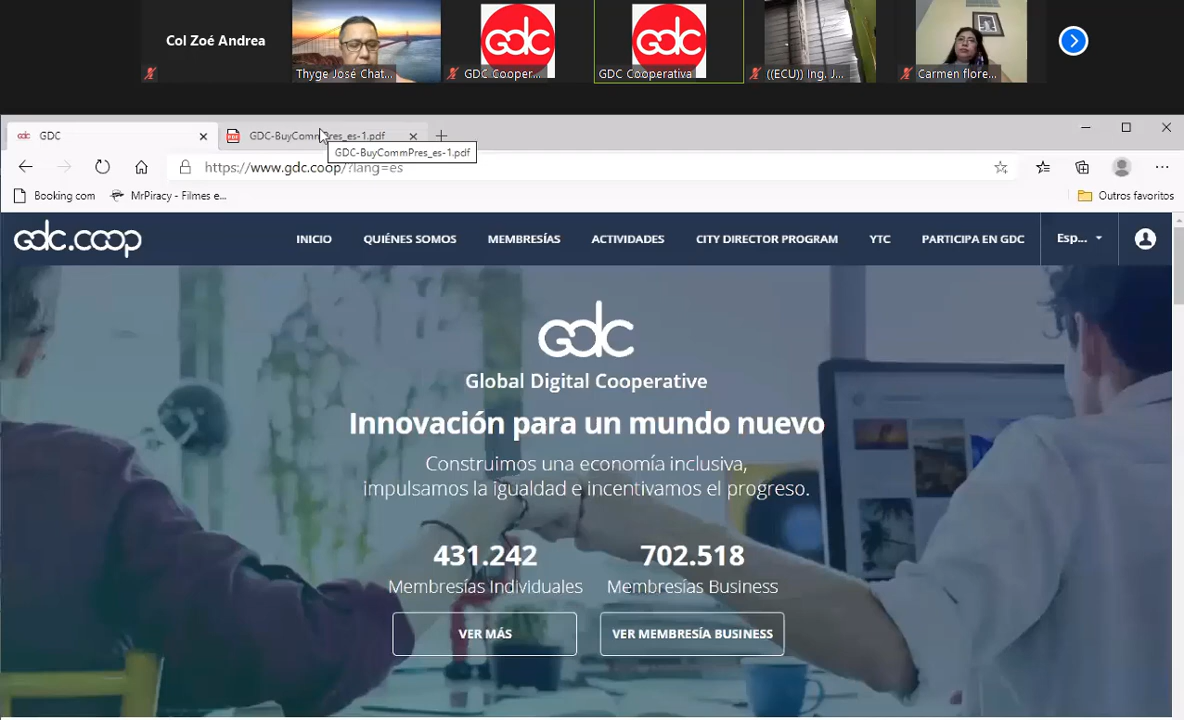 Col Zoé Andrea
Thyge José Chat...
GDC Cooper...
GDC Cooperativa
((ECU)) Ing. J...
Carmen flore...
GDC
GDC-BuyCommPres_es-1.pdf
GDC-BuyCommPres_es-1.pdf
https://www.gdc.coop/?lang=es
Booking com
MrPiracy - Filmes e...
Outros favoritos
gdc.coop
INICIO
QUIÉNES SOMOS
MEMBRESÍAS
ACTIVIDADES
CITY DIRECTOR PROGRAM
YTC
PARTICIPA EN GDC
Esp...
GDC
Global Digital Cooperative
Innovación para un mundo nuevo
Construimos una economía inclusiva,
impulsamos la igualdad e incentivamos el progreso.
431.242
Membresías Individuales
VER MÁS
702.518
Membresías Business
VER MEMBRESÍA BUSINESS